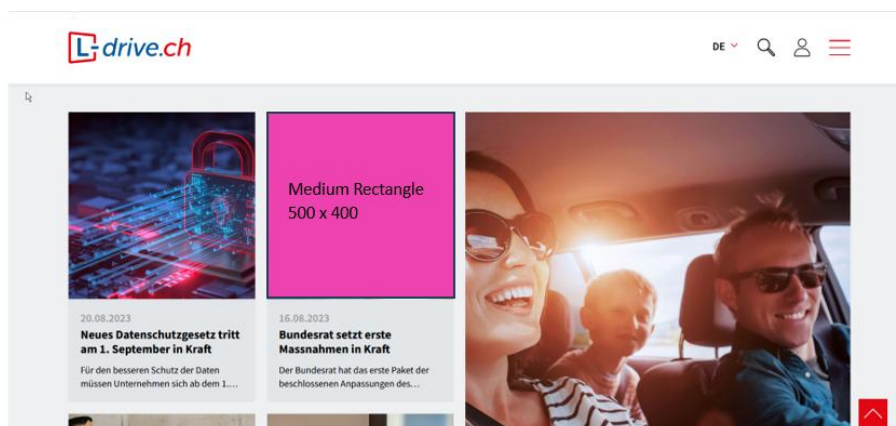 L-drive.ch
DE
Medium Rectangle
500 x 400
20.08.2023
Neues Datenschutzgesetz tritt
am 1. September in Kraft
Für den besseren Schutz der Daten
müssen Unternehmen sich ab dem 1....
16.08.2023
Bundesrat setzt erste
Massnahmen in Kraft
Der Bundesrat hat das erste Paket der
beschlossenen Anpassungen des...